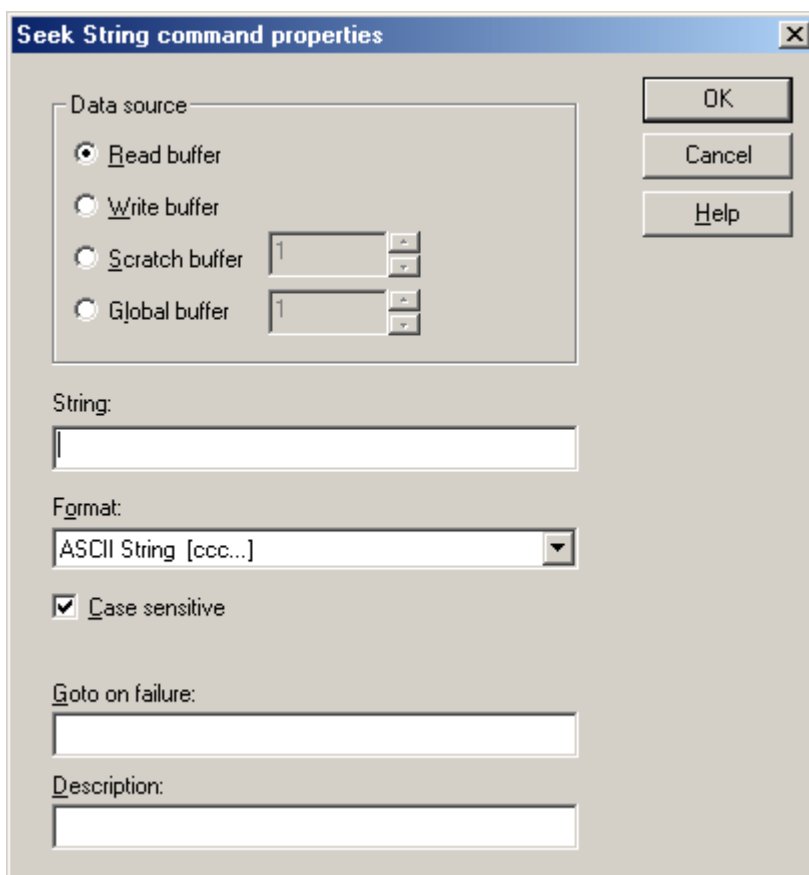 Seek String command properties
Data source
Read buffer
Write buffer
Scratch buffer 1
Global buffer 1
OK
Cancel
Help
String:
Format:
ASCII String [ccc...]
Case sensitive
Goto on failure:
Description: